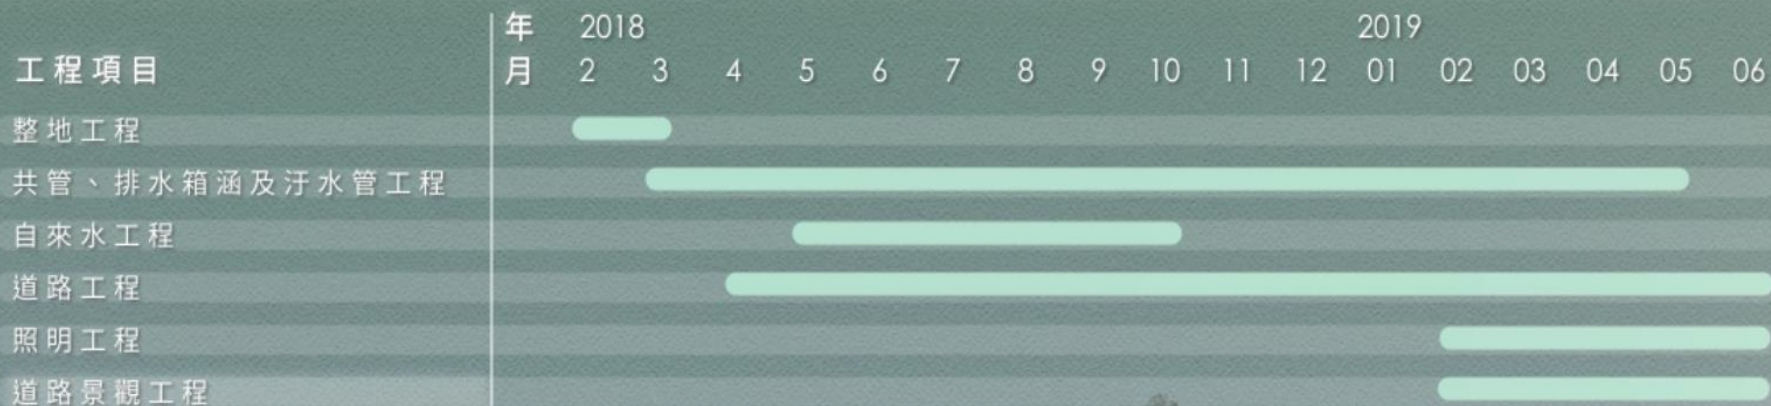 年 2018 2019
工程項目 月 2 3 4 5 6 7 8 9 10 11 12 01 02 03 04 05 06
整地工程
共管、排水箱涵及汙水管工程
自來水工程
道路工程
照明工程
道路景觀工程